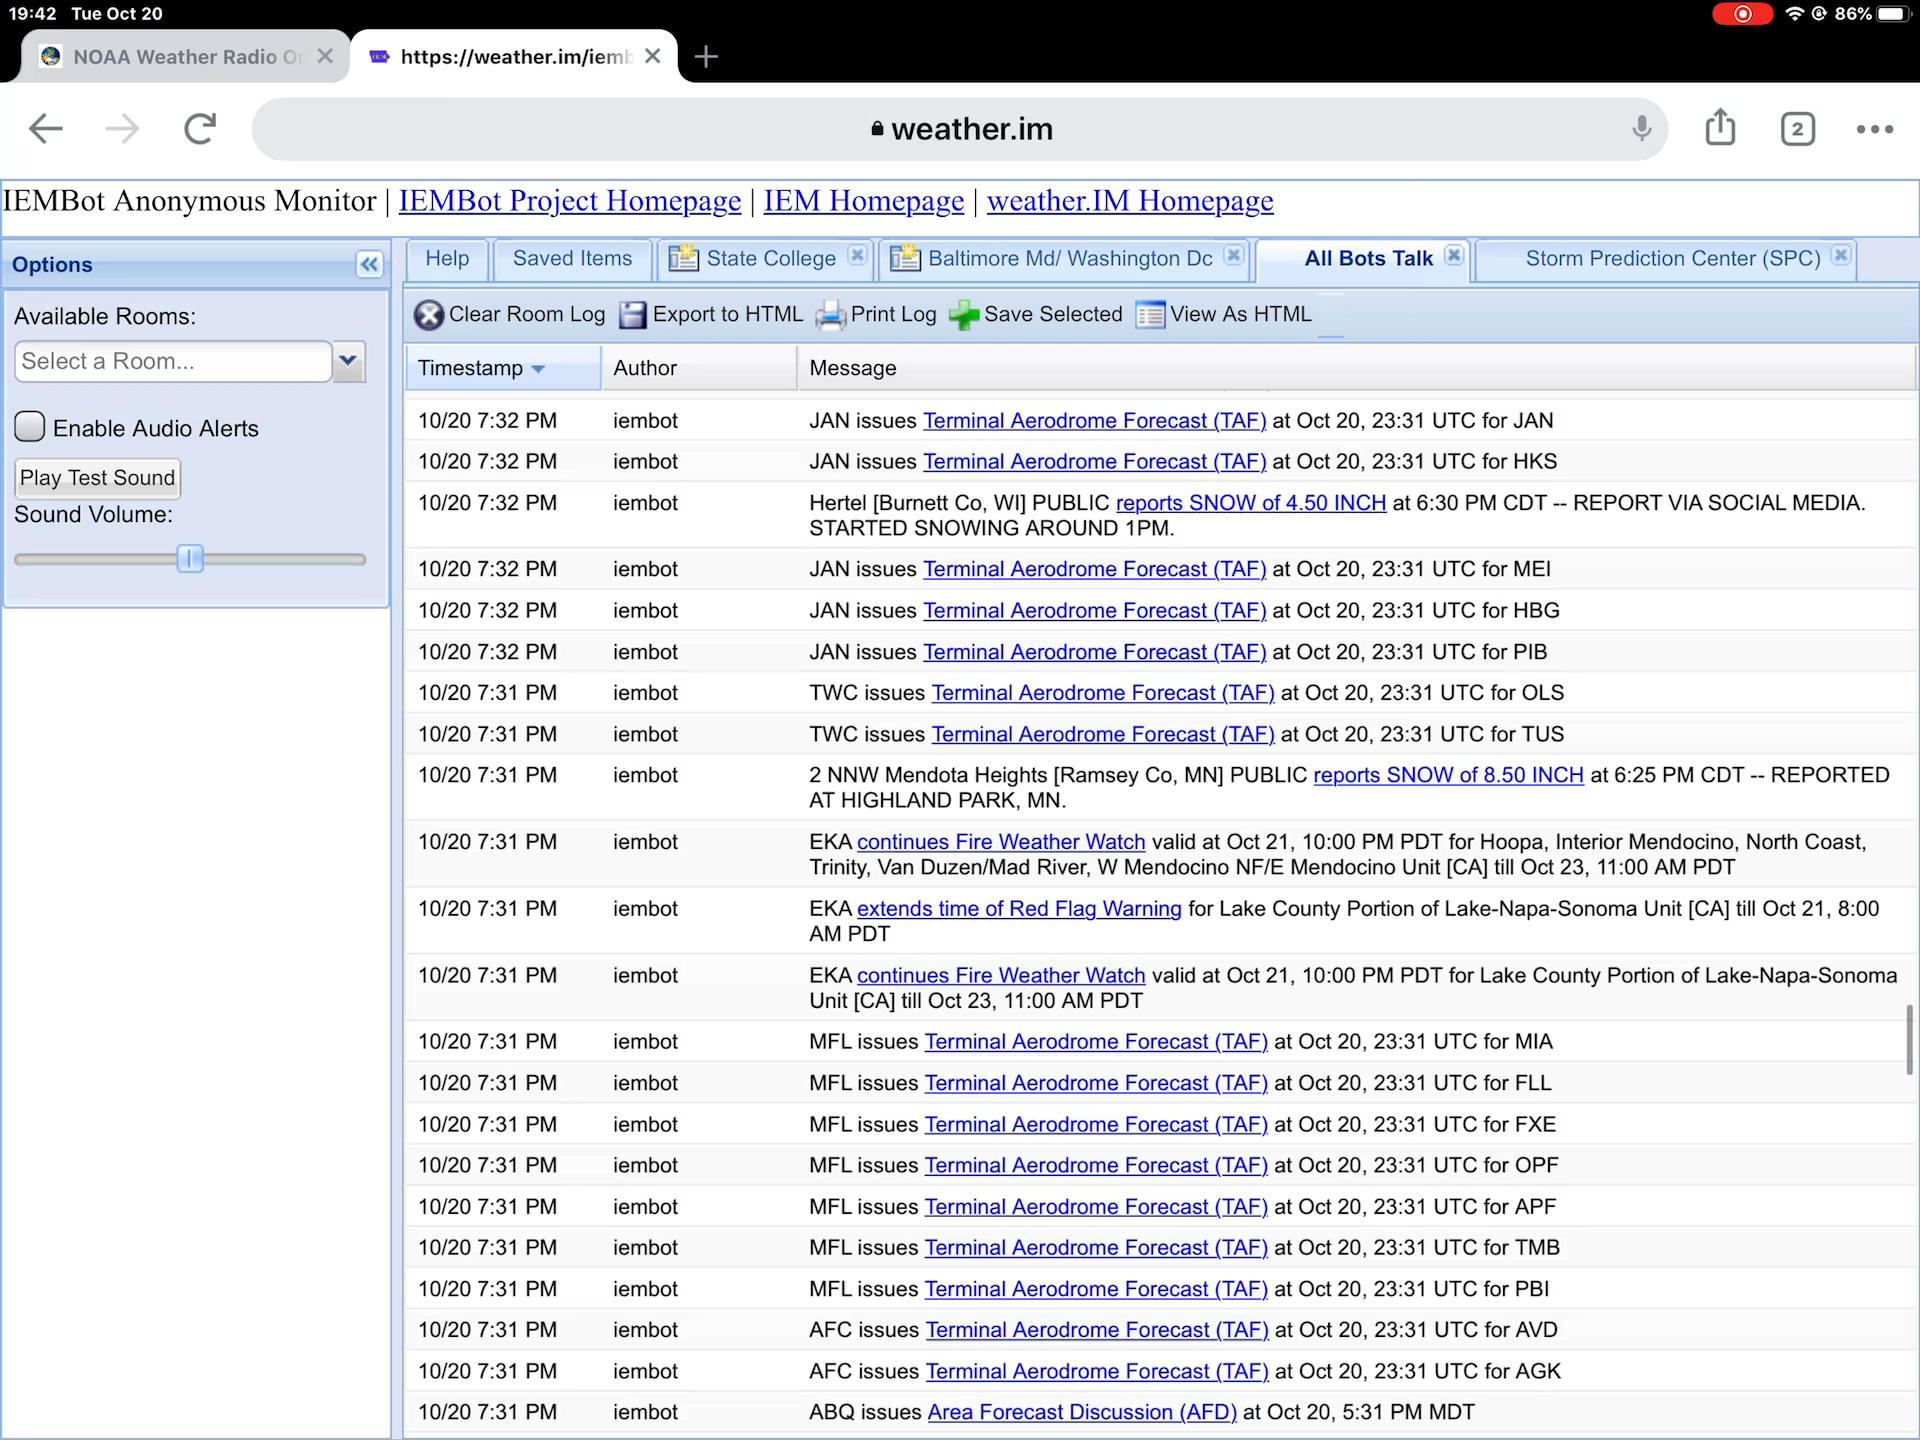 19:42 Tue Oct 20
86%
NOAA Weather Radio On
https://weather.im/iemb
weather.im
2
IEMBot Anonymous Monitor | IEMBot Project Homepage | IEM Homepage | weather.IM Homepage
Options
Available Rooms:
Select a Room...
Enable Audio Alerts
Play Test Sound
Sound Volume:
Help
Saved Items
State College
Baltimore Md/ Washington Dc
All Bots Talk
Storm Prediction Center (SPC)
Clear Room Log
Export to HTML
Print Log
Save Selected
View As HTML
Timestamp Author Message
10/20 7:32 PM iembot JAN issues Terminal Aerodrome Forecast (TAF) at Oct 20, 23:31 UTC for JAN
10/20 7:32 PM iembot JAN issues Terminal Aerodrome Forecast (TAF) at Oct 20, 23:31 UTC for HKS
10/20 7:32 PM iembot Hertel [Burnett Co, WI] PUBLIC reports SNOW of 4.50 INCH at 6:30 PM CDT -- REPORT VIA SOCIAL MEDIA.
STARTED SNOWING AROUND 1PM.
10/20 7:32 PM iembot JAN issues Terminal Aerodrome Forecast (TAF) at Oct 20, 23:31 UTC for MEI
10/20 7:32 PM iembot JAN issues Terminal Aerodrome Forecast (TAF) at Oct 20, 23:31 UTC for HBG
10/20 7:32 PM iembot JAN issues Terminal Aerodrome Forecast (TAF) at Oct 20, 23:31 UTC for PIB
10/20 7:31 PM iembot TWC issues Terminal Aerodrome Forecast (TAF) at Oct 20, 23:31 UTC for OLS
10/20 7:31 PM iembot TWC issues Terminal Aerodrome Forecast (TAF) at Oct 20, 23:31 UTC for TUS
10/20 7:31 PM iembot 2 NNW Mendota Heights [Ramsey Co, MN] PUBLIC reports SNOW of 8.50 INCH at 6:25 PM CDT -- REPORTED
AT HIGHLAND PARK, MN.
10/20 7:31 PM iembot EKA continues Fire Weather Watch valid at Oct 21, 10:00 PM PDT for Hoopa, Interior Mendocino, North Coast,
Trinity, Van Duzen/Mad River, W Mendocino NF/E Mendocino Unit [CA] till Oct 23, 11:00 AM PDT
10/20 7:31 PM iembot EKA extends time of Red Flag Warning for Lake County Portion of Lake-Napa-Sonoma Unit [CA] till Oct 21, 8:00
AM PDT
10/20 7:31 PM iembot EKA continues Fire Weather Watch valid at Oct 21, 10:00 PM PDT for Lake County Portion of Lake-Napa-Sonoma
Unit [CA] till Oct 23, 11:00 AM PDT
10/20 7:31 PM iembot MFL issues Terminal Aerodrome Forecast (TAF) at Oct 20, 23:31 UTC for MIA
10/20 7:31 PM iembot MFL issues Terminal Aerodrome Forecast (TAF) at Oct 20, 23:31 UTC for FLL
10/20 7:31 PM iembot MFL issues Terminal Aerodrome Forecast (TAF) at Oct 20, 23:31 UTC for FXE
10/20 7:31 PM iembot MFL issues Terminal Aerodrome Forecast (TAF) at Oct 20, 23:31 UTC for OPF
10/20 7:31 PM iembot MFL issues Terminal Aerodrome Forecast (TAF) at Oct 20, 23:31 UTC for APF
10/20 7:31 PM iembot MFL issues Terminal Aerodrome Forecast (TAF) at Oct 20, 23:31 UTC for TMB
10/20 7:31 PM iembot MFL issues Terminal Aerodrome Forecast (TAF) at Oct 20, 23:31 UTC for PBI
10/20 7:31 PM iembot AFC issues Terminal Aerodrome Forecast (TAF) at Oct 20, 23:31 UTC for AVD
10/20 7:31 PM iembot AFC issues Terminal Aerodrome Forecast (TAF) at Oct 20, 23:31 UTC for AGK
10/20 7:31 PM iembot ABQ issues Area Forecast Discussion (AFD) at Oct 20, 5:31 PM MDT